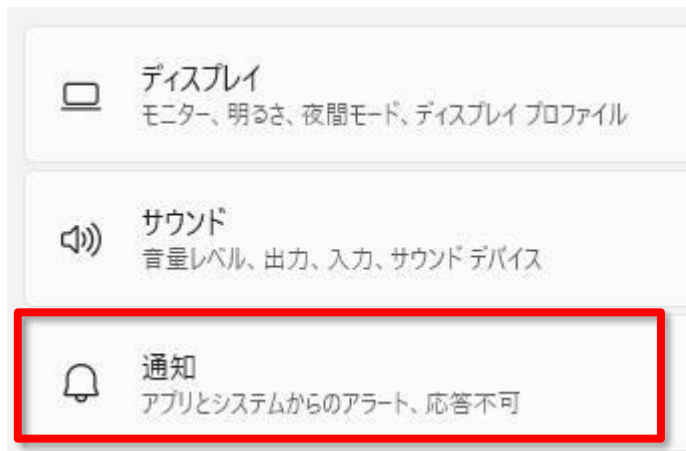 ディスプレイ
モニター、明るさ、夜間モード、ディスプレイ プロファイル
サウンド
音量レベル、出力、入力、サウンド デバイス
通知
アプリとシステムからのアラート、応答不可